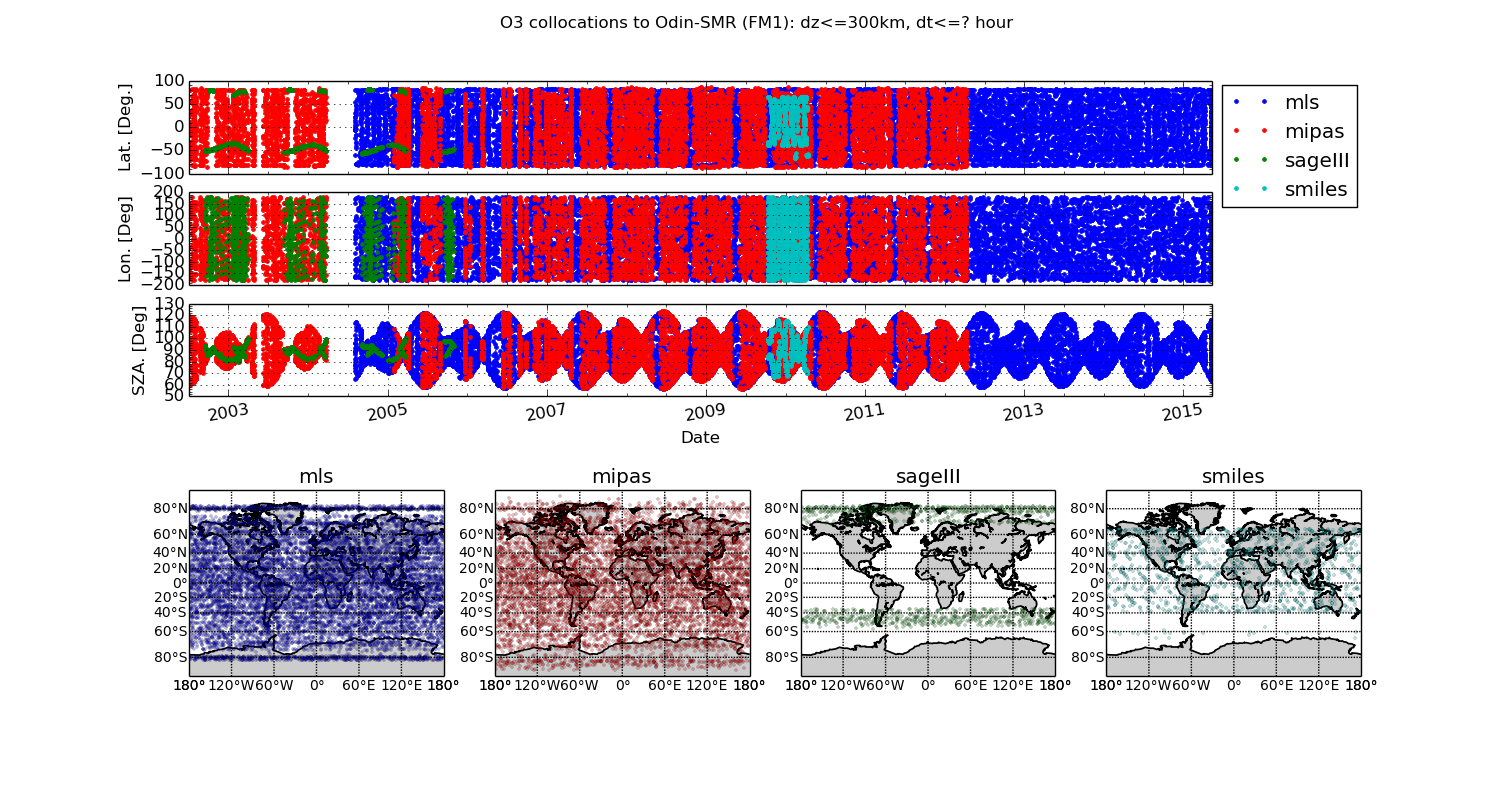 O3 collocations to Odin-SMR (FM1): dz<=300km, dt<=? hour
Lat. [Deg.]
100
50
0
−50
−100
mls
mipas
sageIII
smiles
Lon. [Deg]
200
150
100
50
0
−50
−100
−150
−200
SZA. [Deg]
130
120
110
100
90
80
70
60
50
2003 2005 2007 2009 2011 2013 2015
Date
mls mipas sageIII smiles
80°N 80°N 80°N 80°N
60°N 60°N 60°N 60°N
40°N 40°N 40°N 40°N
20°N 20°N 20°N 20°N
0° 0° 0° 0°
20°S 20°S 20°S 20°S
40°S 40°S 40°S 40°S
60°S 60°S 60°S 60°S
80°S 80°S 80°S 80°S
180° 120°W 60°W 0° 60°E 120°E 180° 180° 120°W 60°W 0° 60°E 120°E 180° 180° 120°W 60°W 0° 60°E 120°E 180° 180° 120°W 60°W 0° 60°E 120°E 180°